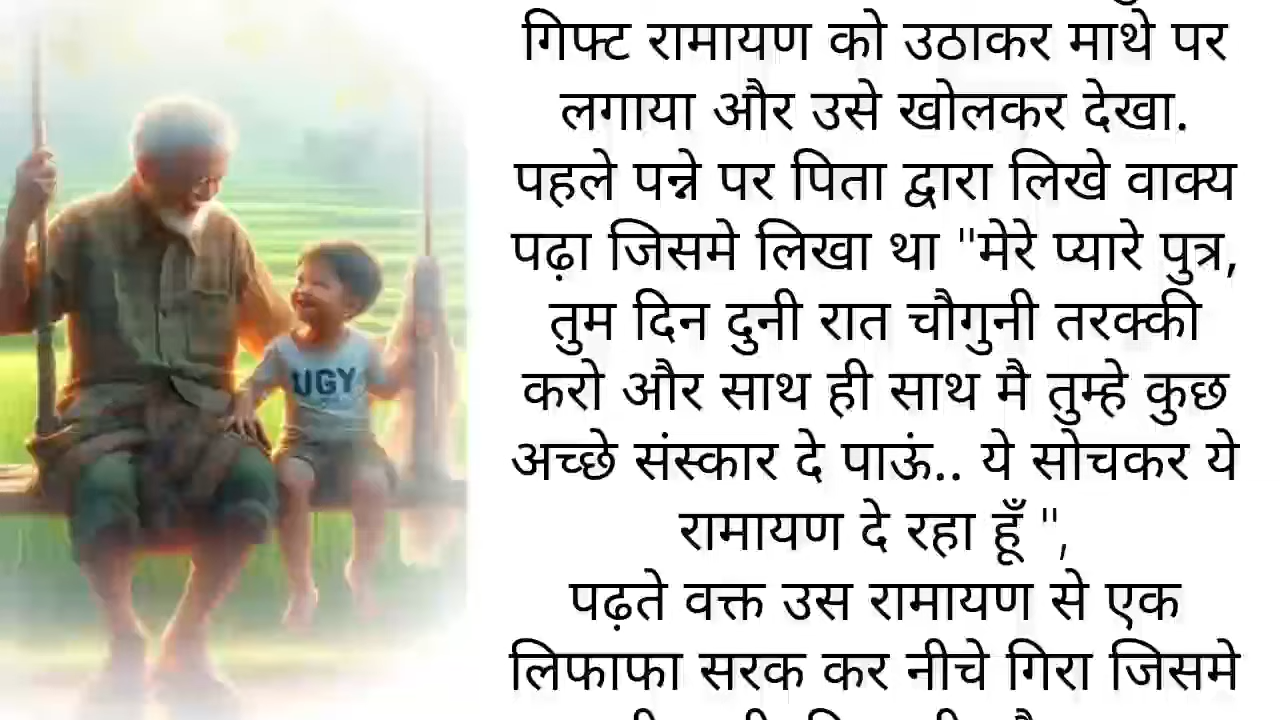 गिफ्ट रामायण को उठाकर माथे पर
लगाया और उसे खोलकर देखा.
पहले पन्ने पर पिता द्वारा लिखे वाक्य
पढ़ा जिसमे लिखा था "मेरे प्यारे पुत्र,
तुम दिन दुनी रात चौगुनी तरक्की
करो और साथ ही साथ मै तुम्हे कुछ
अच्छे संस्कार दे पाऊं.. ये सोचकर ये
रामायण दे रहा हूँ ",
पढ़ते वक्त उस रामायण से एक
लिफाफा सरक कर नीचे गिरा जिसमे
UGY